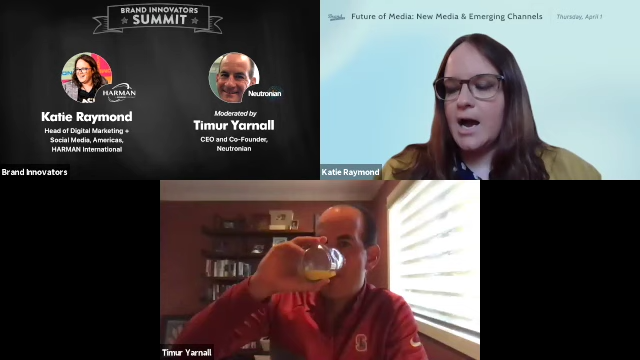 BRAND INNOVATORS
SUMMIT
HARMAN
Katie Raymond
Head of Digital Marketing +
Social Media, Americas,
HARMAN International
Neutronian
Moderated by
Timur Yarnall
CEO and Co-Founder,
Neutronian
Brand Innovators
Future of Media: New Media & Emerging Channels
Thursday, April 1
Katie Raymond
S
Timur Yarnall